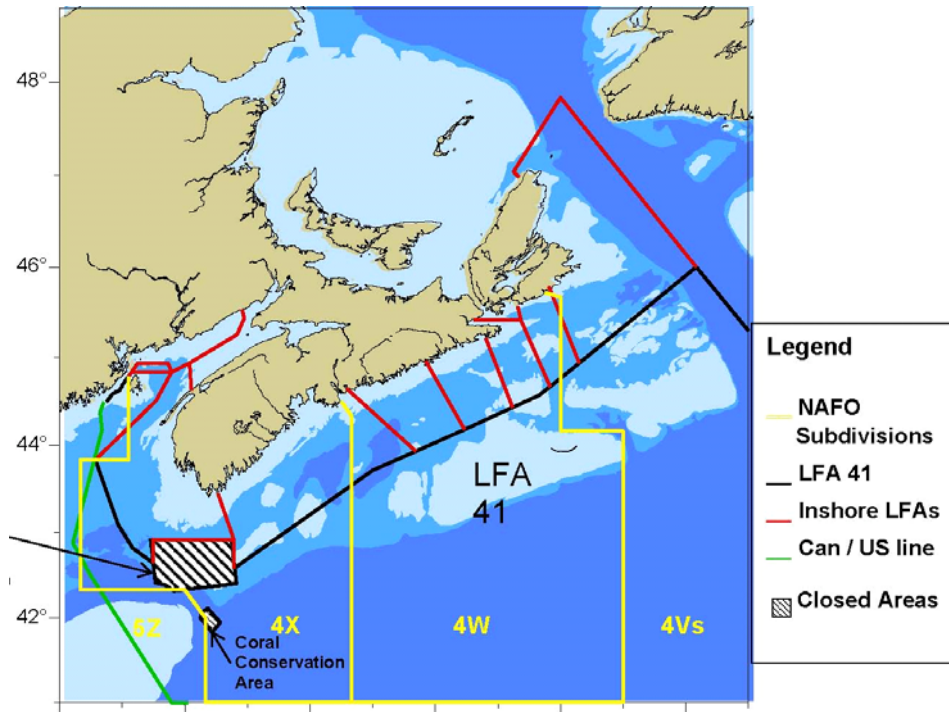 48°
46°
44°
42°
LFA
41
5Z
4X
4W
4Vs
Coral
Conservation
Area
Legend
NAFO
Subdivisions
LFA 41
Inshore LFAs
Can / US line
Closed Areas